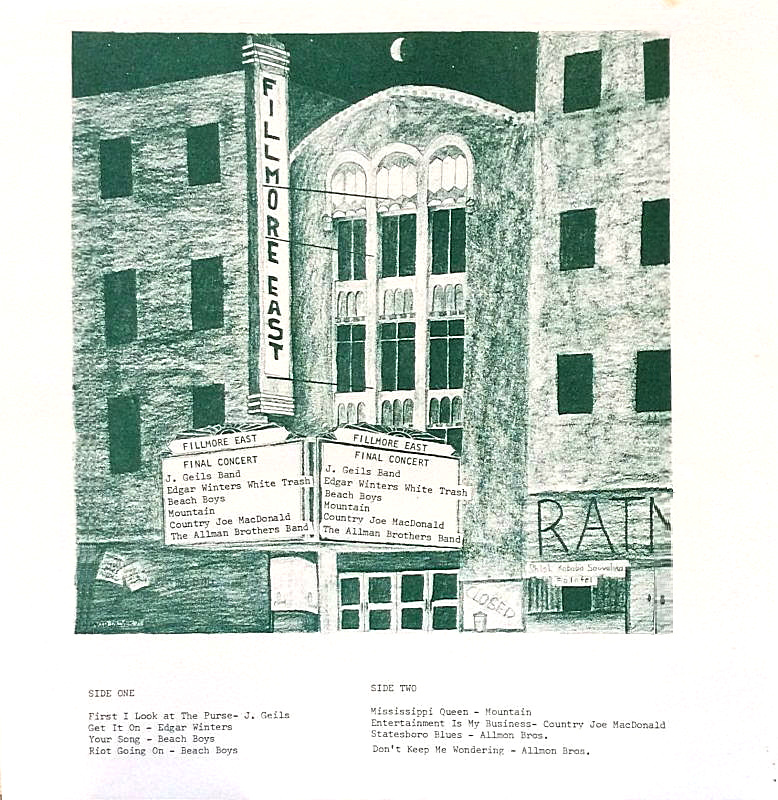 FILLMORE EAST
FILLMORE EAST
FINAL CONCERT
J. Geils Band
Edgar Winters White Trash
Beach Boys
Mountain
Country Joe MacDonald
The Allman Brothers Band
FILLMORE EAST
FINAL CONCERT
J. Geils Band
Edgar Winters White Trash
Beach Boys
Mountain
Country Joe MacDonald
The Allman Brothers Band
RAIN
CLOSED
SIDE ONE
First I Look at The Purse- J. Geils
Get It On - Edgar Winters
Your Song - Beach Boys
Riot Going On - Beach Boys
SIDE TWO
Mississippi Queen - Mountain
Entertainment Is My Business- Country Joe MacDonald
Statesboro Blues - Allmon Bros.
Don't Keep Me Wondering - Allmon Bros.